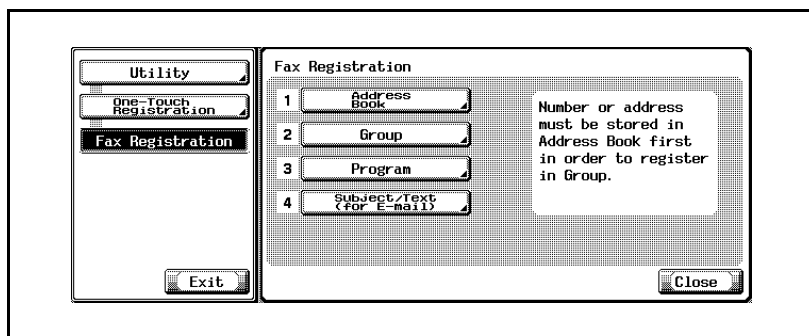 Utility
One-Touch
Registration
Fax Registration
Exit
Fax Registration
1 Address
Book
2 Group
3 Program
4 Subject/Text
(for E-mail)
Number or address
must be stored in
Address Book first
in order to register
in Group.
Close